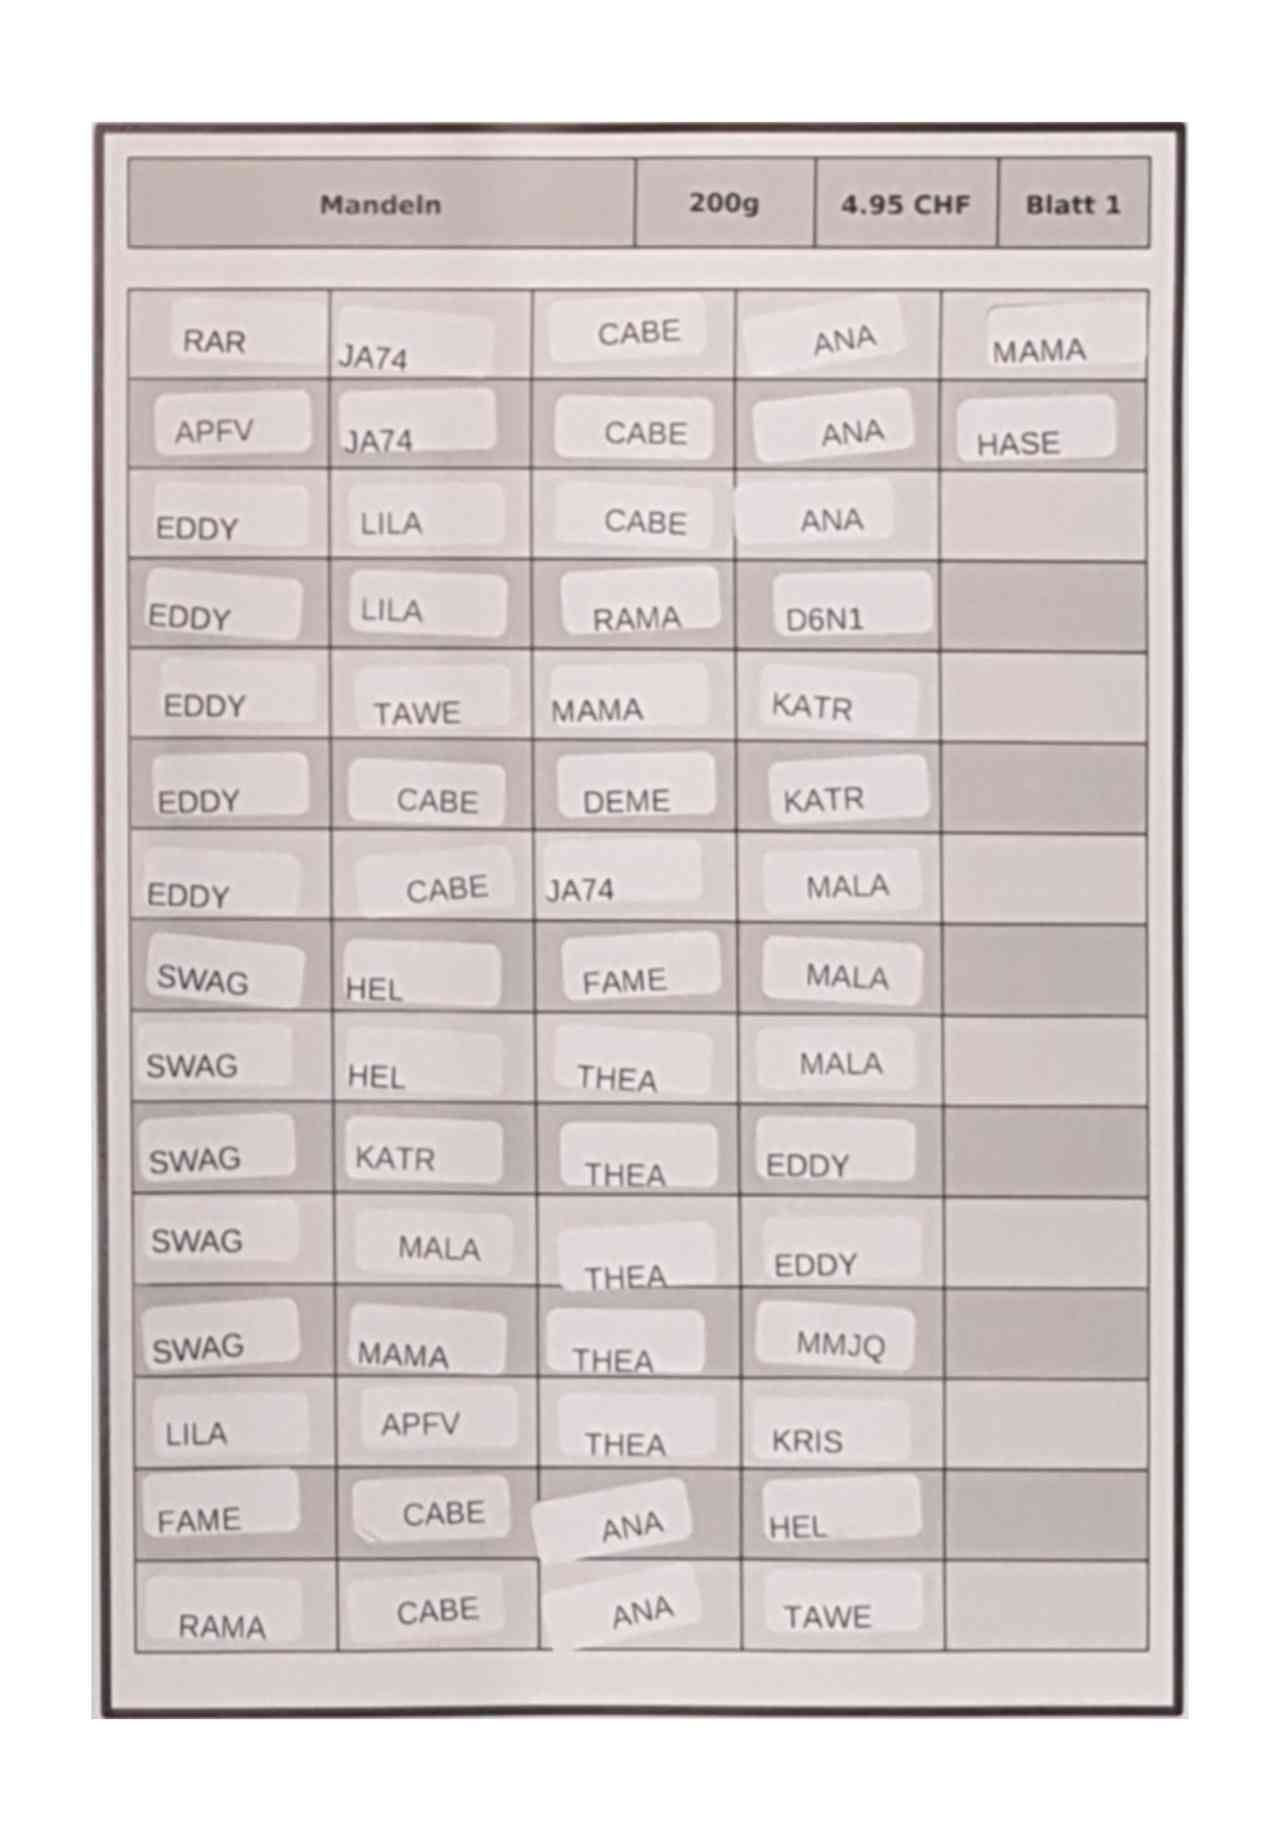 Mandeln 200g 4.95 CHF Blatt 1
RAR JA74 CABE ANA MAMA
APFV JA74 CABE ANA HASE
EDDY LILA CABE ANA
EDDY LILA RAMA D6N1
EDDY TAWE MAMA KATR
EDDY CABE DEME KATR
EDDY CABE JA74 MALA
SWAG HEL FAME MALA
SWAG HEL THEA MALA
SWAG KATR THEA EDDY
SWAG MALA THEA EDDY
SWAG MAMA THEA MMJQ
LILA APFV THEA KRIS
FAME CABE ANA HEL
RAMA CABE ANA TAWE